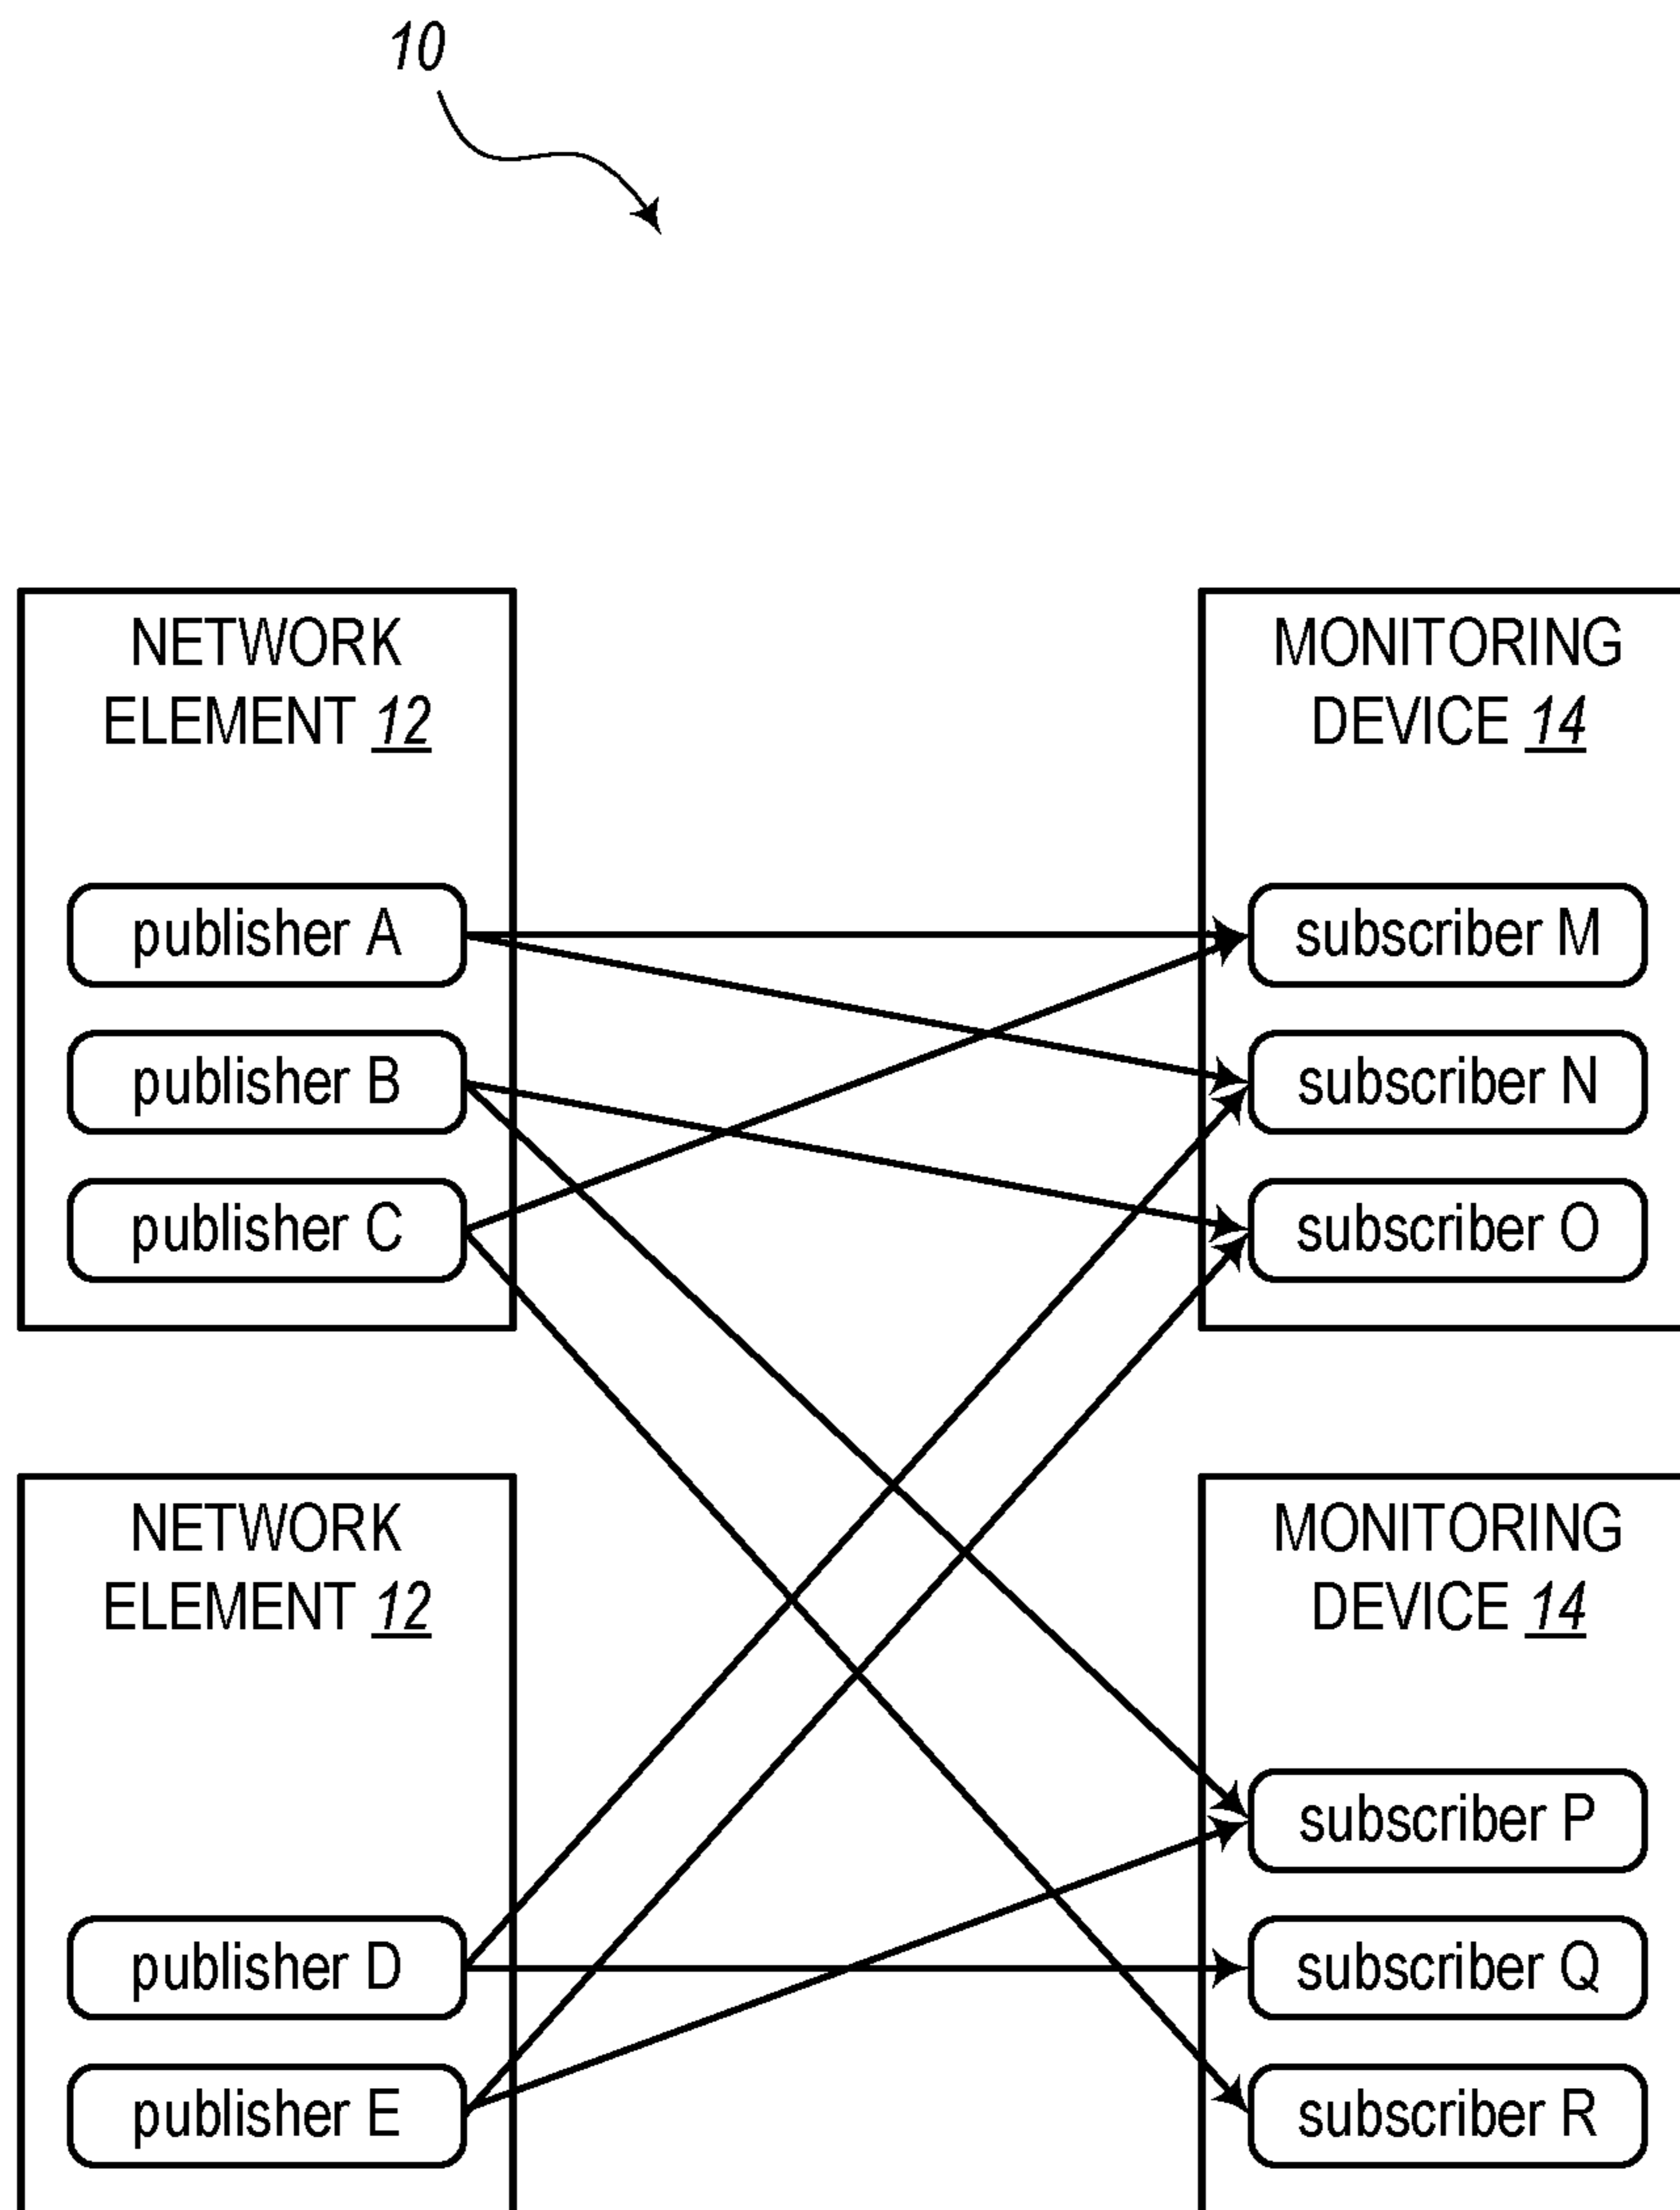 10
NETWORK
ELEMENT 12
publisher A
publisher B
publisher C
MONITORING
DEVICE 14
subscriber M
subscriber N
subscriber O
NETWORK
ELEMENT 12
publisher D
publisher E
MONITORING
DEVICE 14
subscriber P
subscriber Q
subscriber R